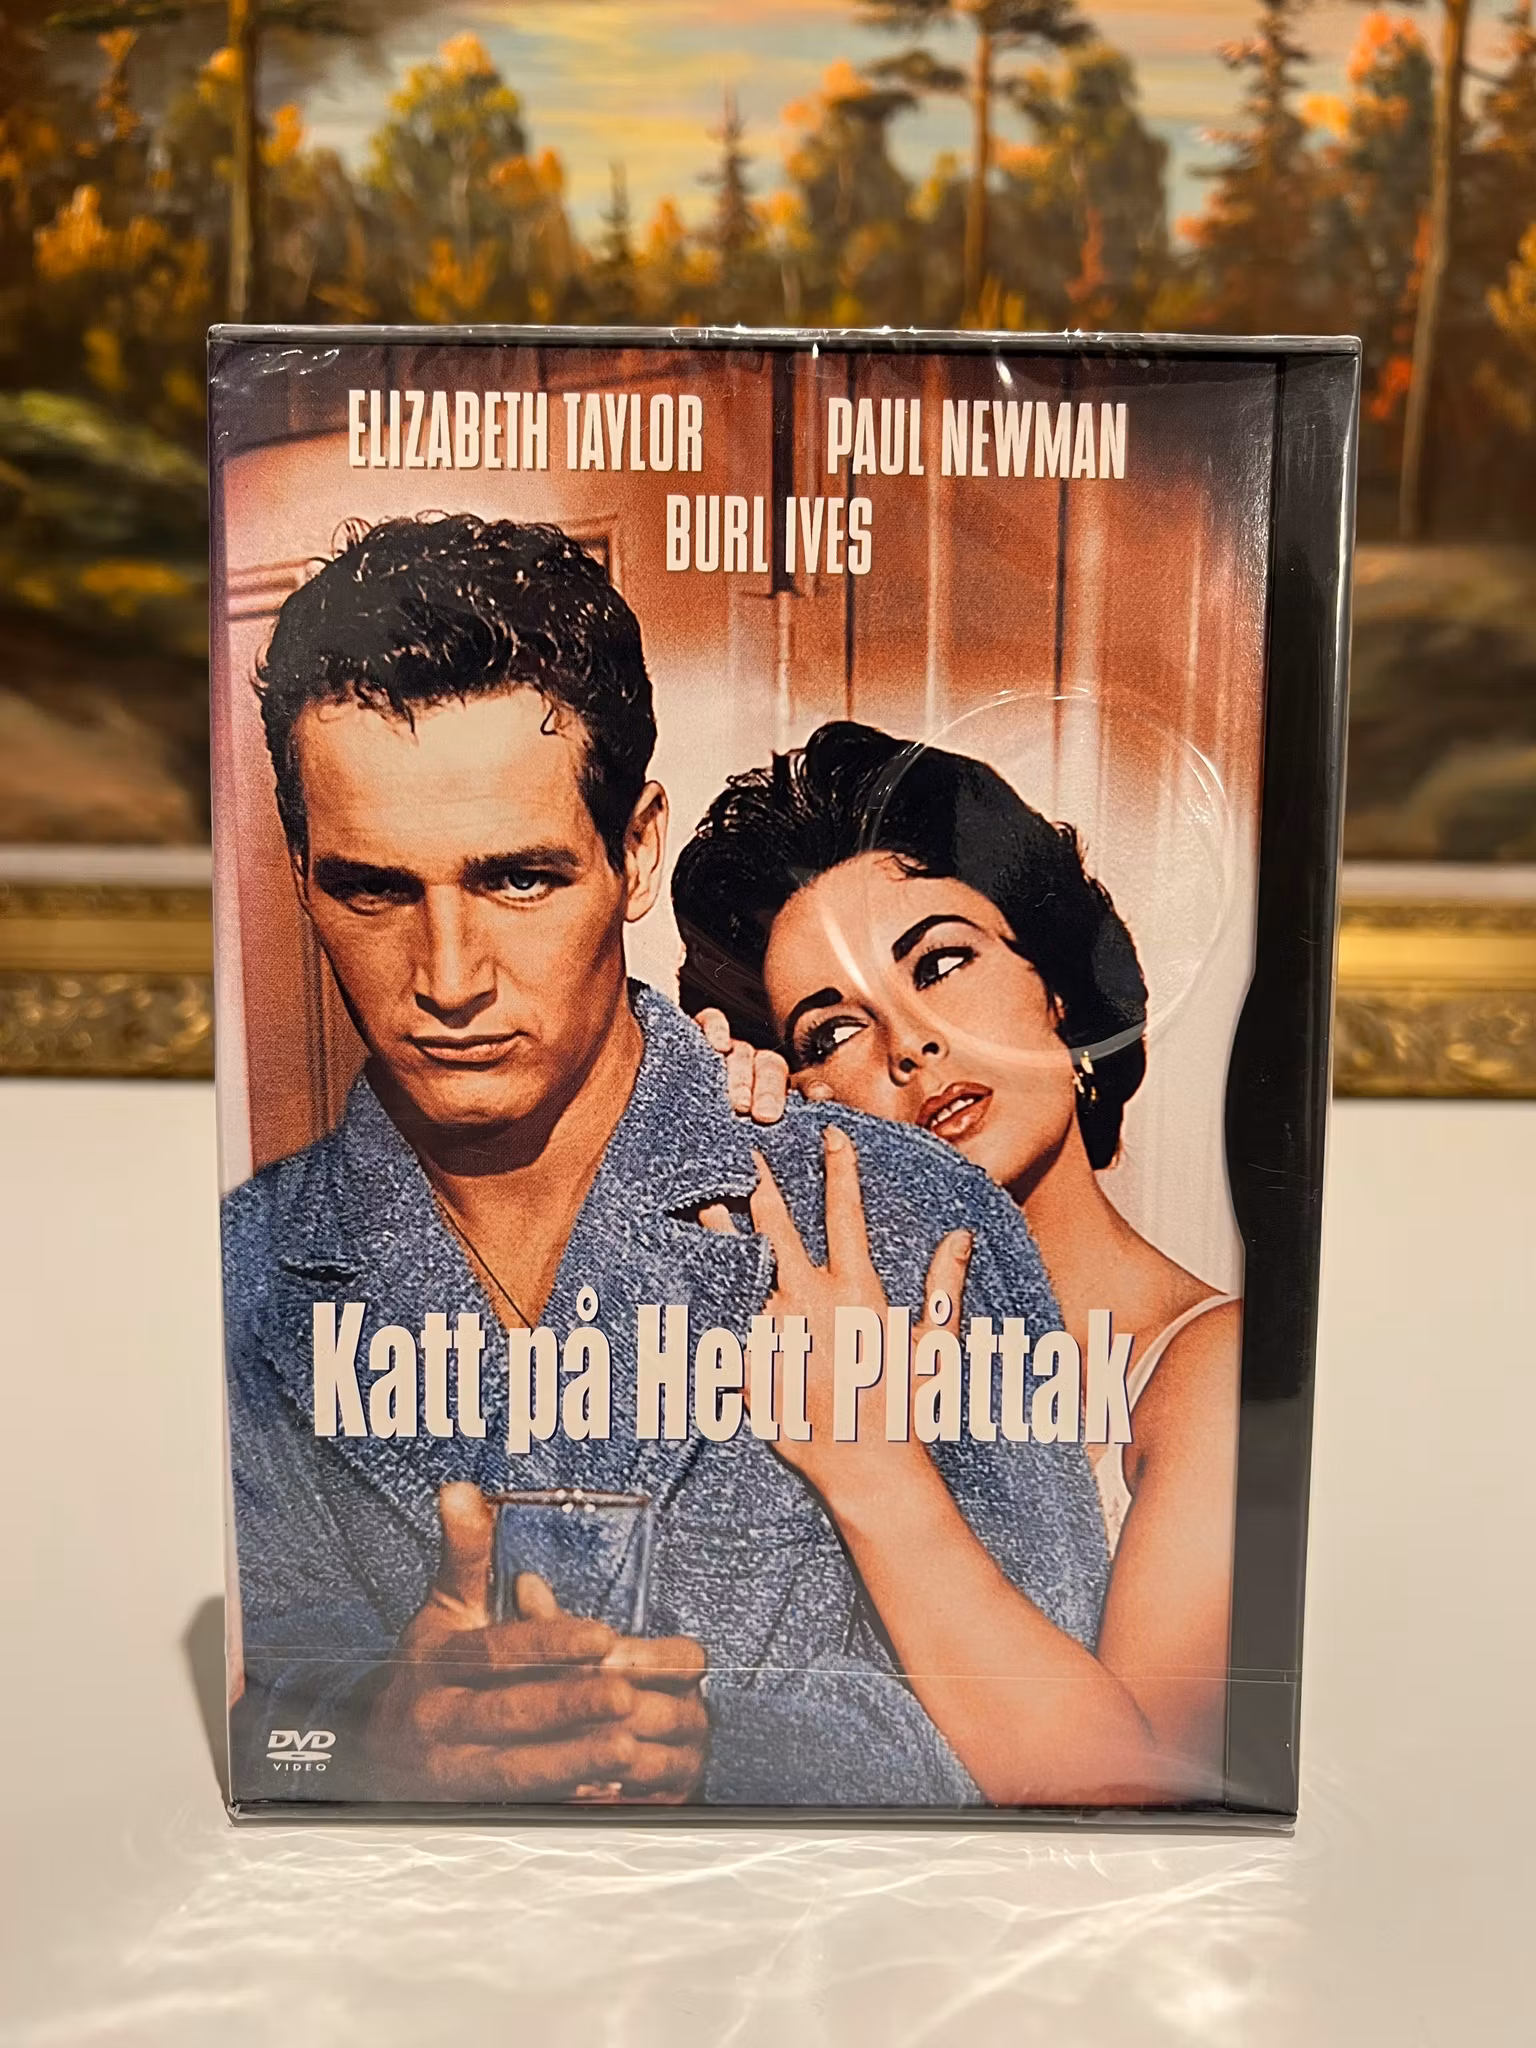 ELIZABETH TAYLOR PAUL NEWMAN
BURL IVES
Katt på Hett Plåttak
DVD
VIDEO